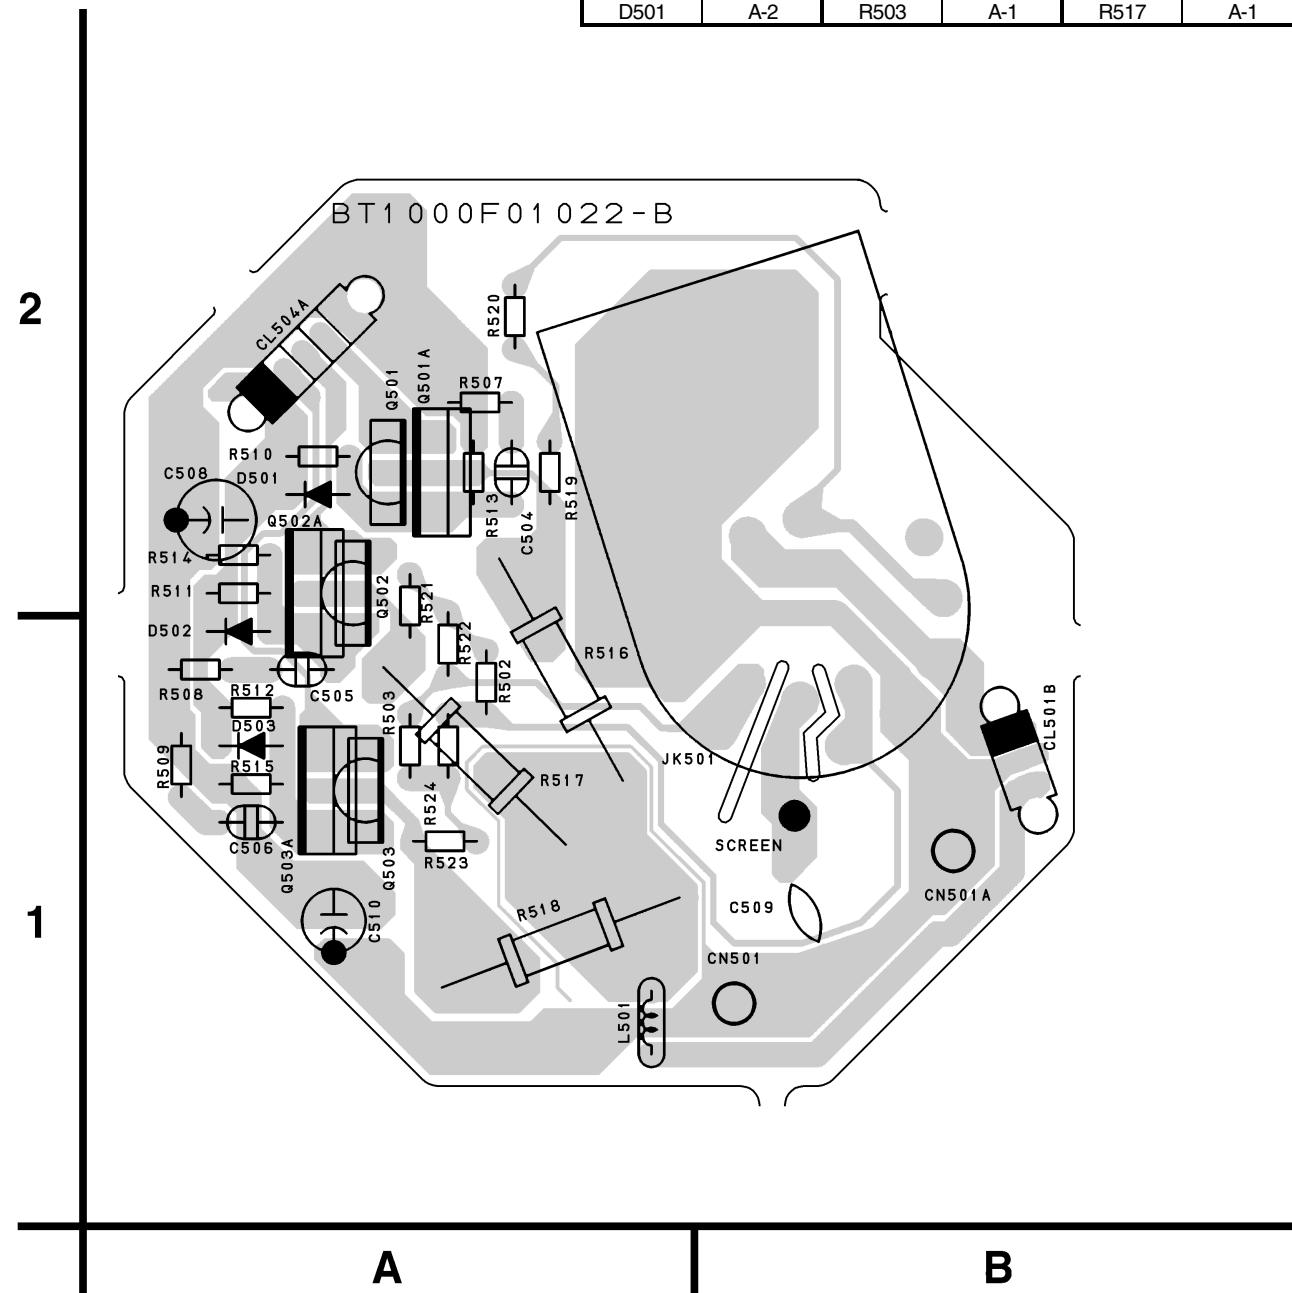 D501 A-2 R503 A-1 R517 A-1
BT1000F01022-B
2
CL504A
R520
Q501
Q501A
R507
R510
C508
D501
R513
C504
R519
Q502A
R514
R511
Q502
R521
D502
R522
R516
R508
R512
C505
R502
R503
D503
CL501B
R509
R515
JK501
R517
R524
C506
SCREEN
Q503A
Q503
R523
CN501A
1
C510
R518
C509
CN501
L501
A
B